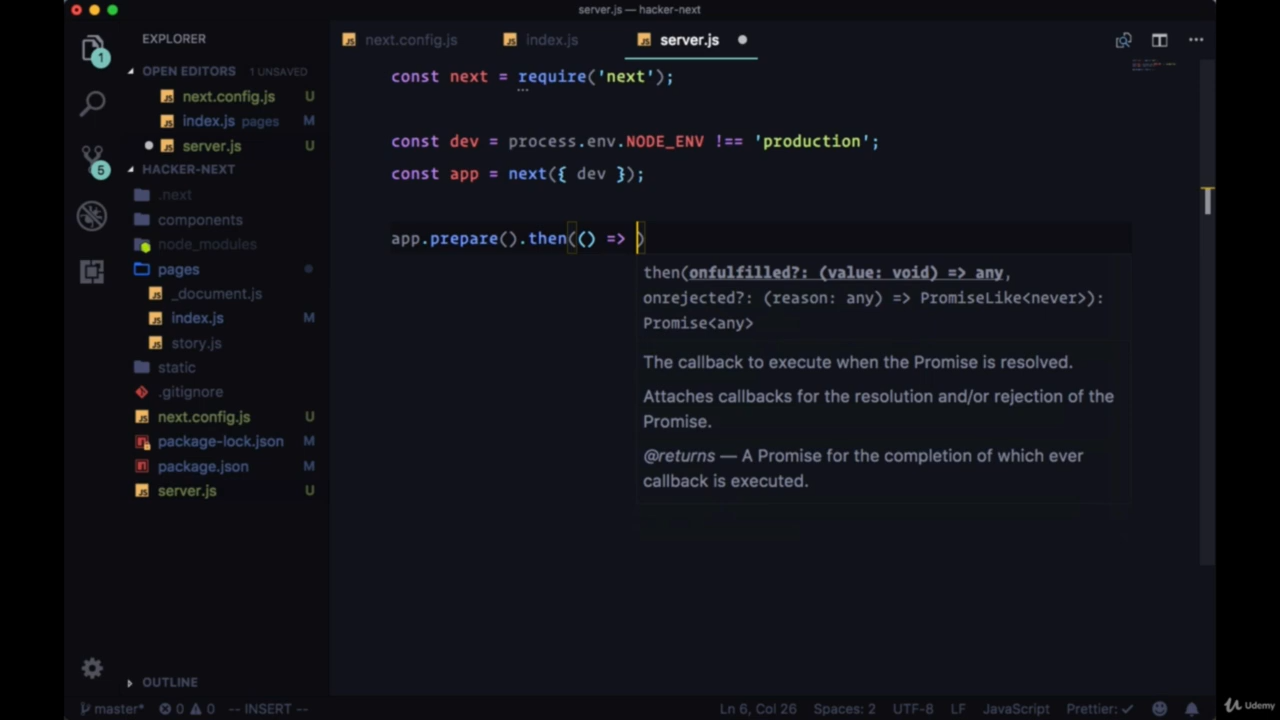 server.js — hacker-next
EXPLORER
OPEN EDITORS 1 UNSAVED
next.config.js U
index.js pages M
server.js U
HACKER-NEXT
.next
components
node_modules
pages
_document.js
index.js M
story.js
static
.gitignore
next.config.js U
package-lock.json M
package.json M
server.js U
OUTLINE
1
5
next.config.js index.js server.js
const next = require('next');
const dev = process.env.NODE_ENV !== 'production';
const app = next({ dev });
app.prepare().then(() => )
then(onfulfilled?: (value: void) => any,
onrejected?: (reason: any) => PromiseLike<never>):
Promise<any>
The callback to execute when the Promise is resolved.
Attaches callbacks for the resolution and/or rejection of the
Promise.
@returns — A Promise for the completion of which ever
callback is executed.
master* 0 0 -- INSERT -- Ln 6, Col 26 Spaces: 2 UTF-8 LF JavaScript Prettier: ✓
Udemy